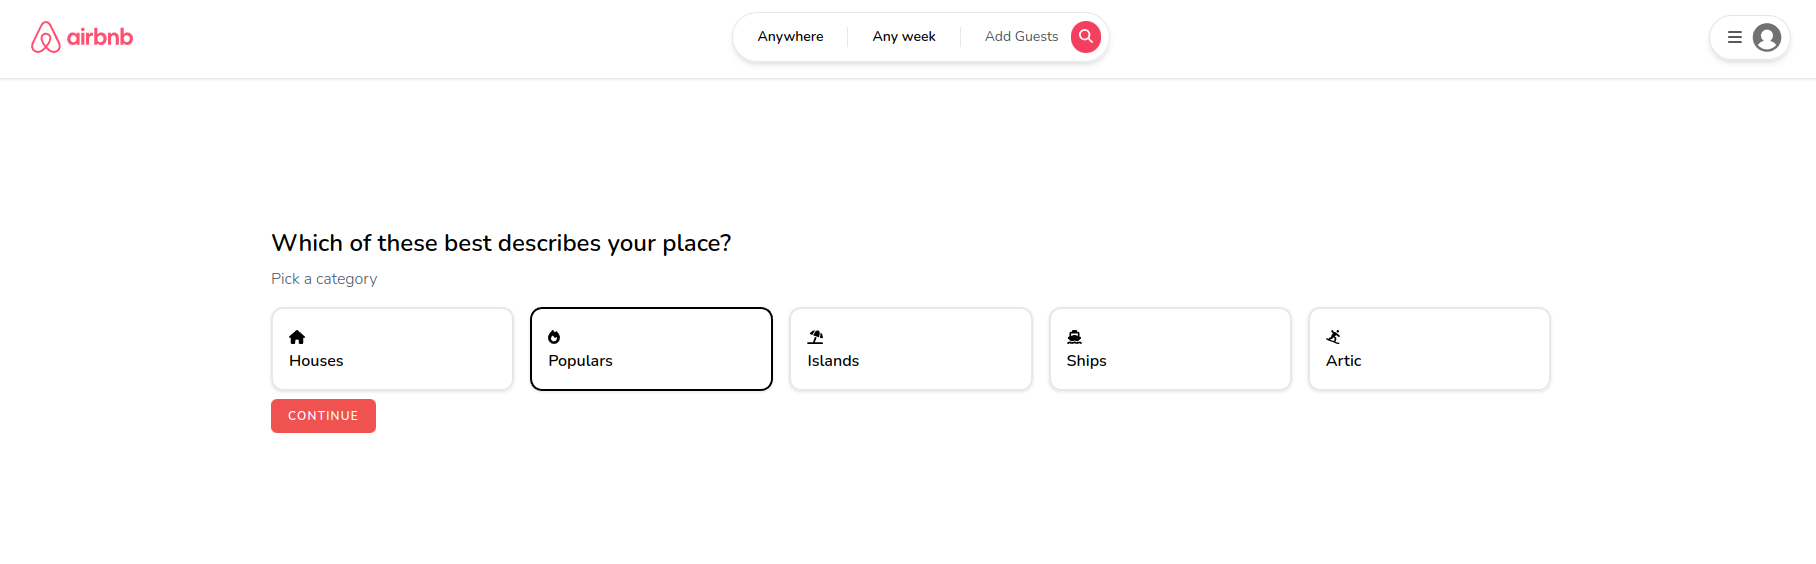 airbnb
Anywhere
Any week
Add Guests
Which of these best describes your place?
Pick a category
Houses
Populars
Islands
Ships
Artic
CONTINUE